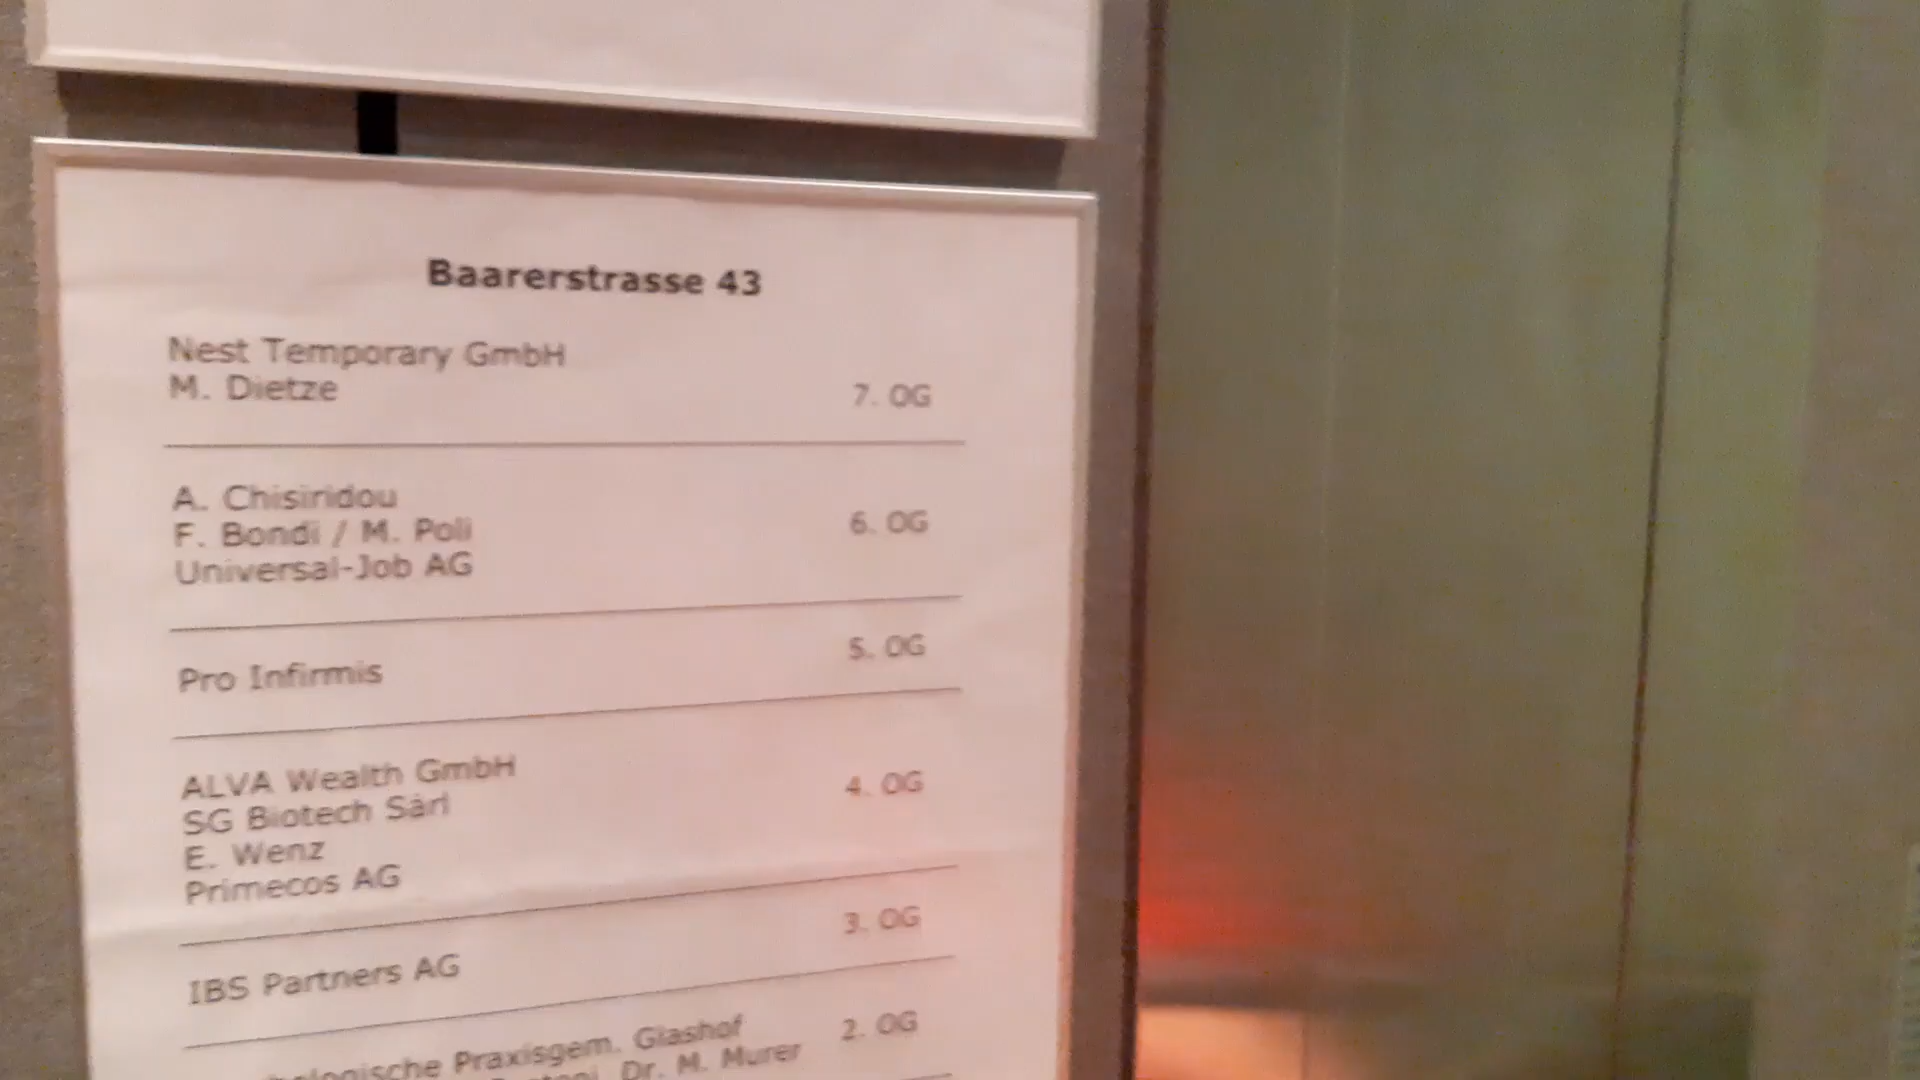 Baarerstrasse 43
Nest Temporary GmbH
M. Dietze 7. OG
A. Chisiridou
F. Bondi / M. Poli 6. OG
Universal-Job AG
Pro Infirmis 5. OG
ALVA Wealth GmbH 4. OG
SG Biotech Sàrl
E. Wenz
Primecos AG
IBS Partners AG 3. OG
Praxisgem. Glashof 2. OG
Dr. M. Murer